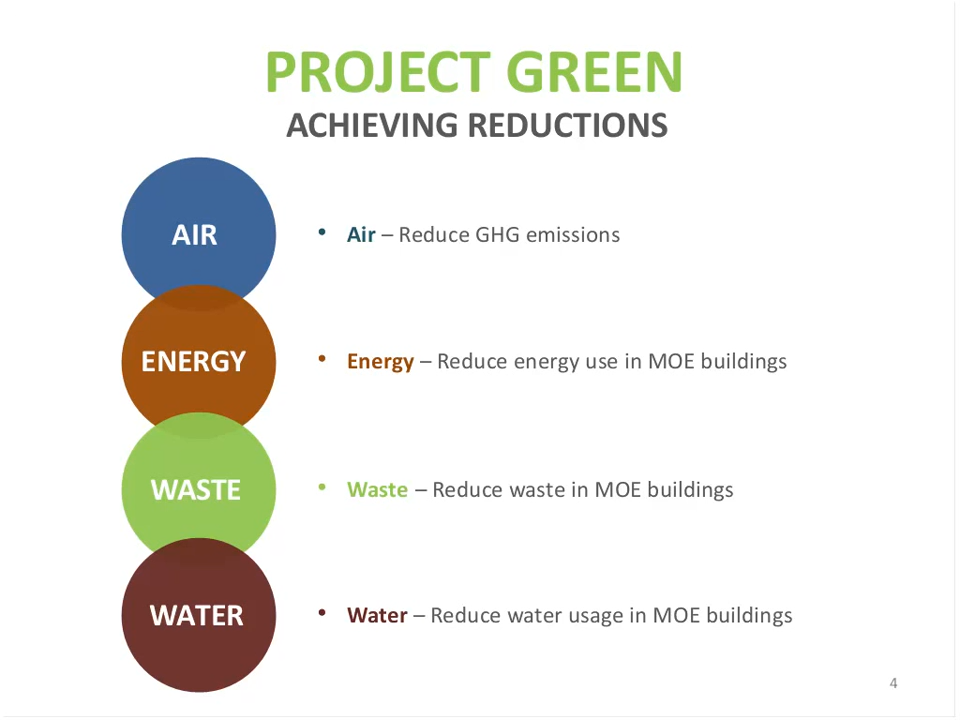 PROJECT GREEN
ACHIEVING REDUCTIONS
AIR
• Air – Reduce GHG emissions
ENERGY
• Energy – Reduce energy use in MOE buildings
WASTE
• Waste – Reduce waste in MOE buildings
WATER
• Water – Reduce water usage in MOE buildings
4